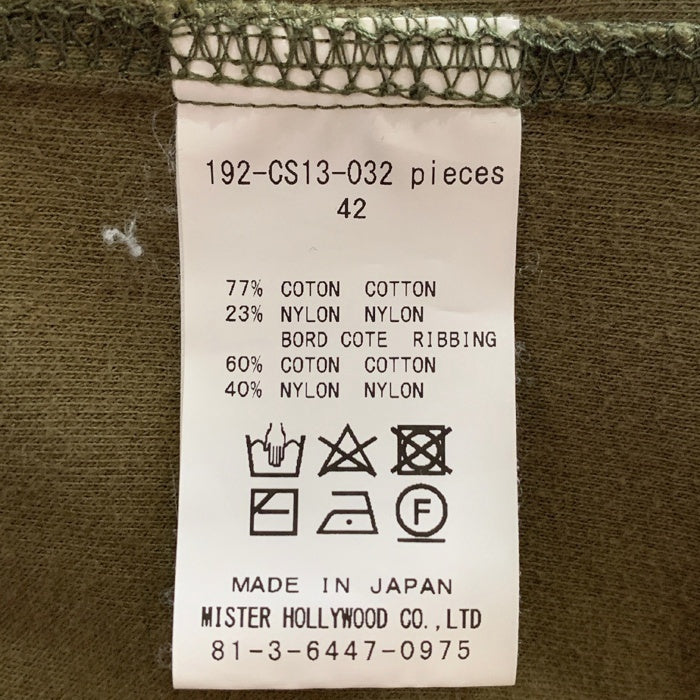 192-CS13-032 pieces
42
77% COTON COTTON
23% NYLON NYLON
BORD COTE RIBBING
60% COTON COTTON
40% NYLON NYLON
F
MADE IN JAPAN
MISTER HOLLYWOOD CO.,LTD
81-3-6447-0975